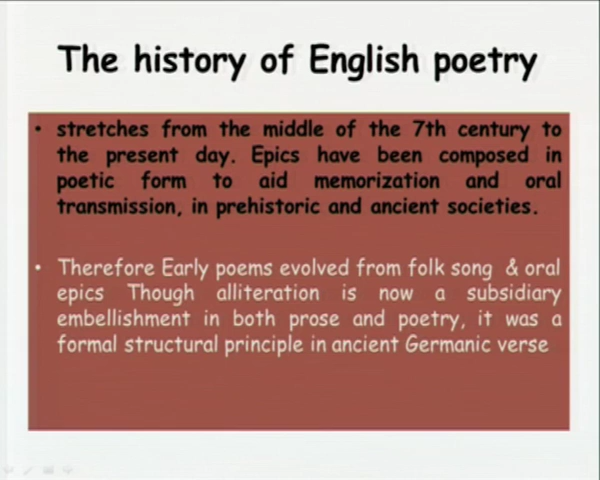 The history of English poetry
• stretches from the middle of the 7th century to
the present day. Epics have been composed in
poetic form to aid memorization and oral
transmission, in prehistoric and ancient societies.
• Therefore Early poems evolved from folk song & oral
epics Though alliteration is now a subsidiary
embellishment in both prose and poetry, it was a
formal structural principle in ancient Germanic verse